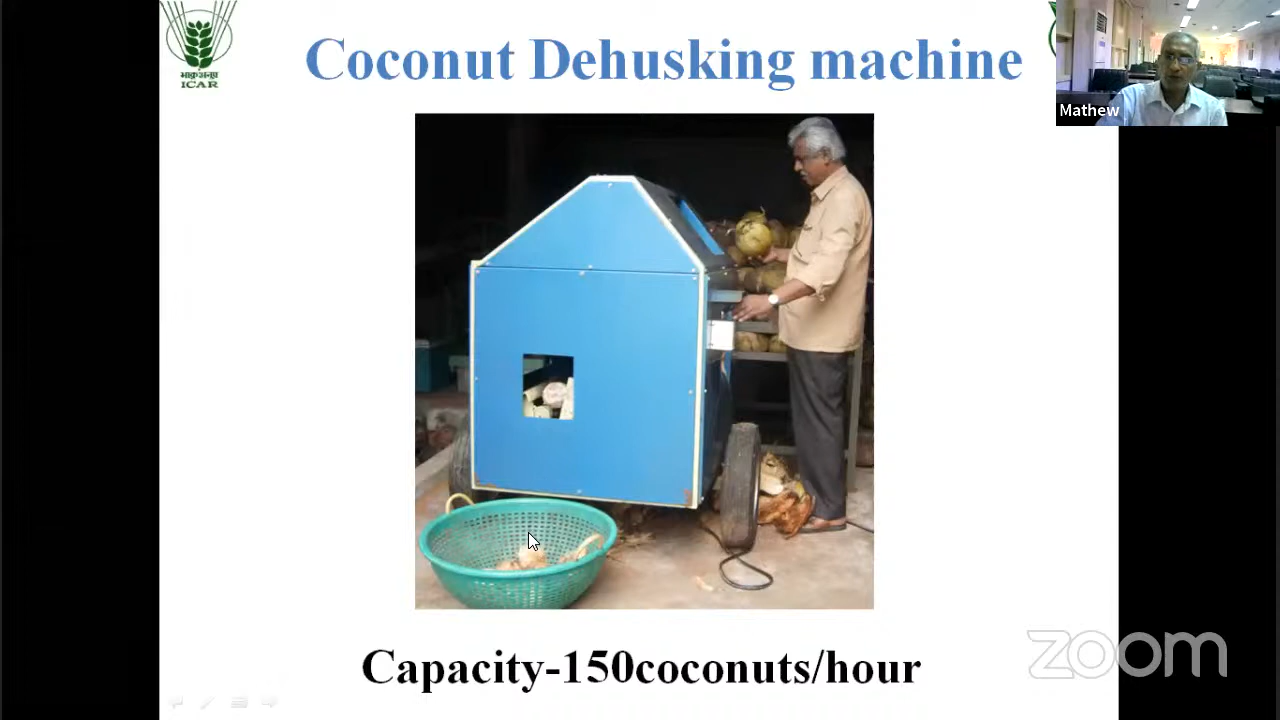 Coconut Dehusking machine
ICAR
Mathew
Capacity-150coconuts/hour
zoom